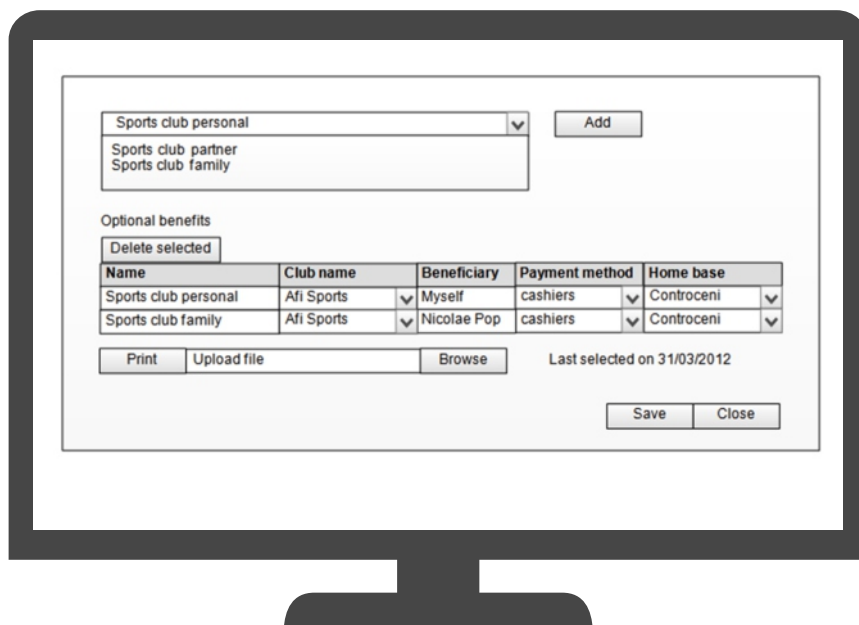 Sports club personal Add
Sports club partner
Sports club family
Optional benefits
Delete selected
Name Club name Beneficiary Payment method Home base
Sports club personal Afi Sports Myself cashiers Controceni
Sports club family Afi Sports Nicolae Pop cashiers Controceni
Print Upload file Browse Last selected on 31/03/2012
Save Close